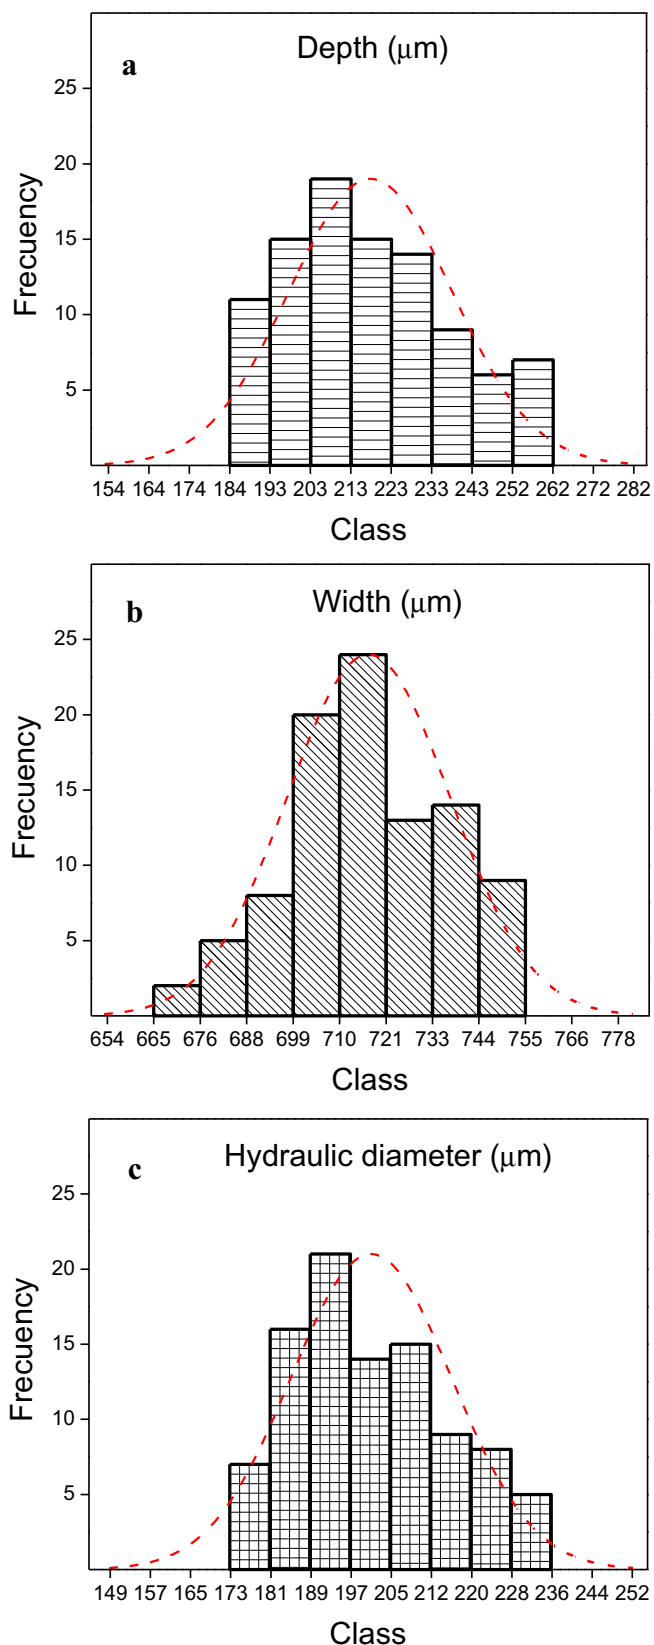 a
Depth (μm)
25
20
15
10
5
Frecuency
154 164 174 184 193 203 213 223 233 243 252 262 272 282
Class
b
Width (μm)
25
20
15
10
5
Frecuency
654 665 676 688 699 710 721 733 744 755 766 778
Class
c
Hydraulic diameter (μm)
25
20
15
10
5
Frecuency
149 157 165 173 181 189 197 205 212 220 228 236 244 252
Class